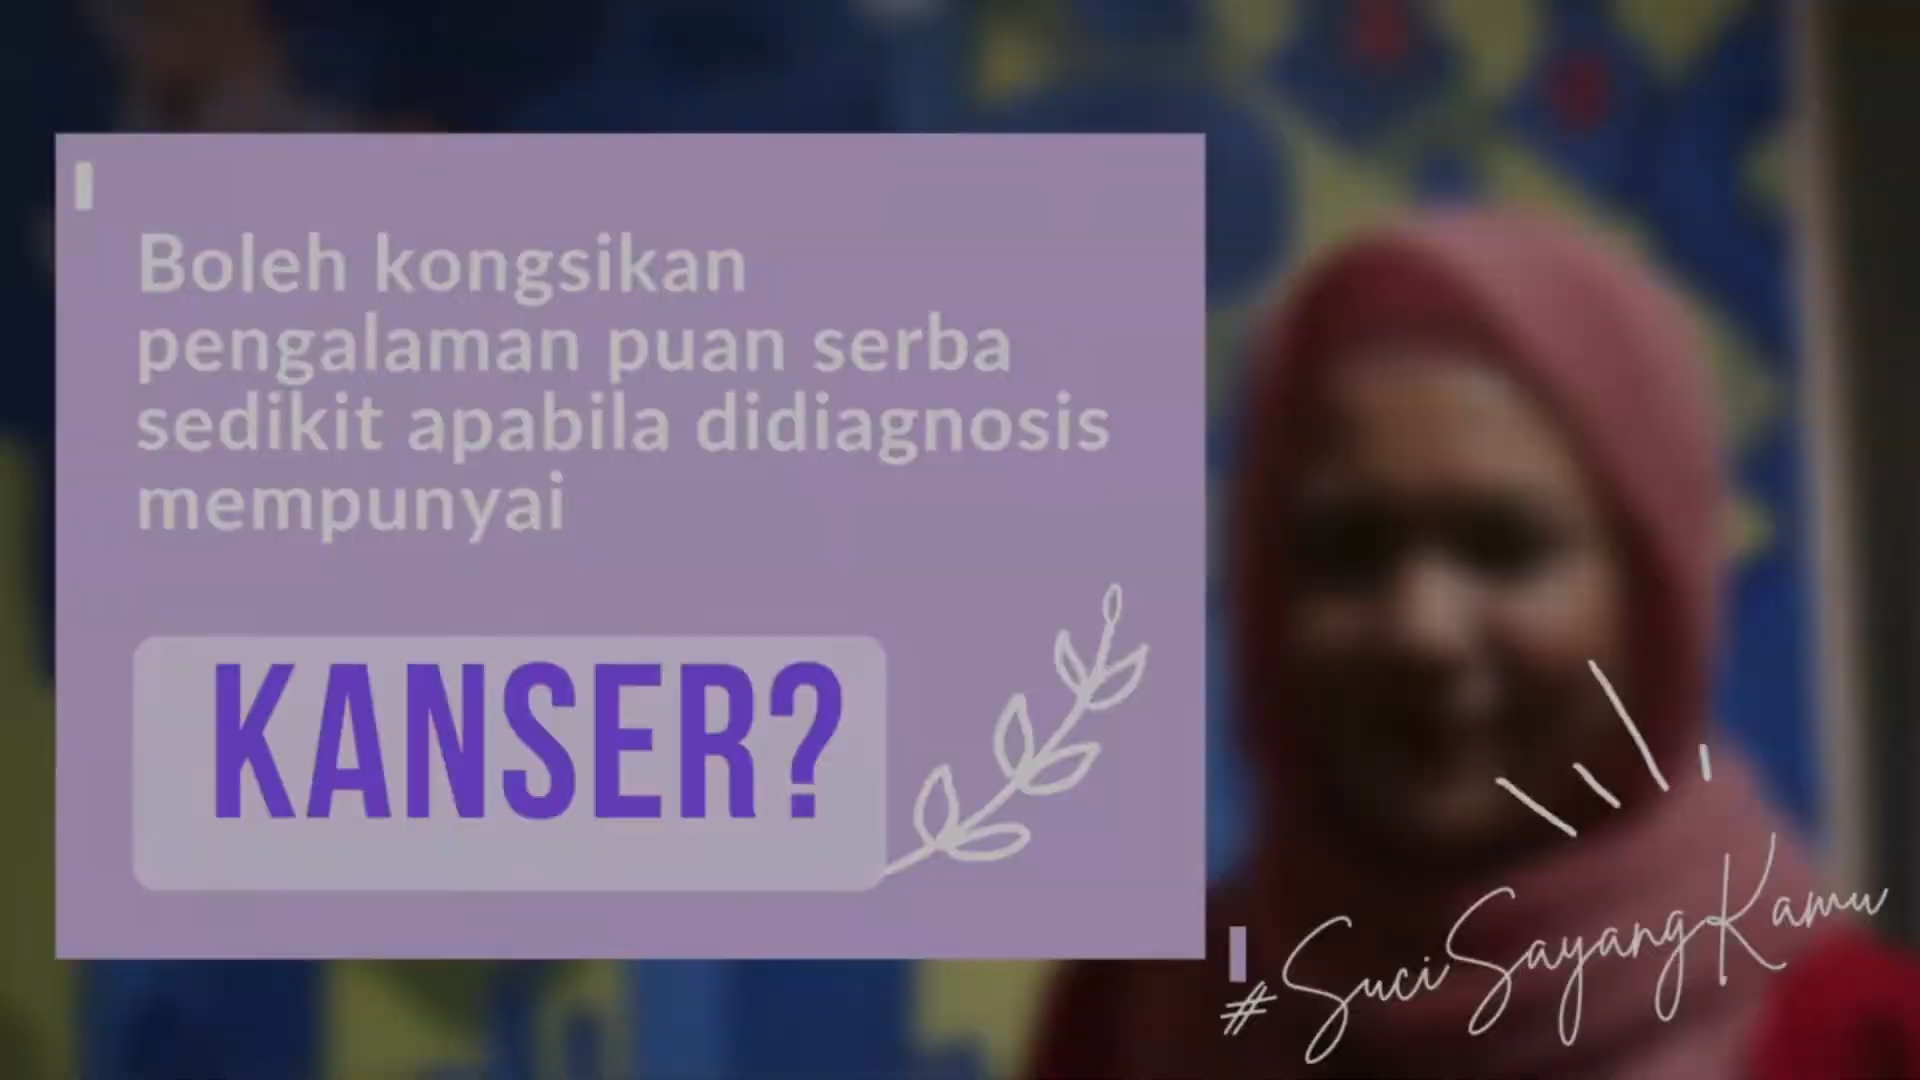 Boleh kongsikan
pengalaman puan serba
sedikit apabila didiagnosis
mempunyai
KANSER?
#SuciSayangKamu